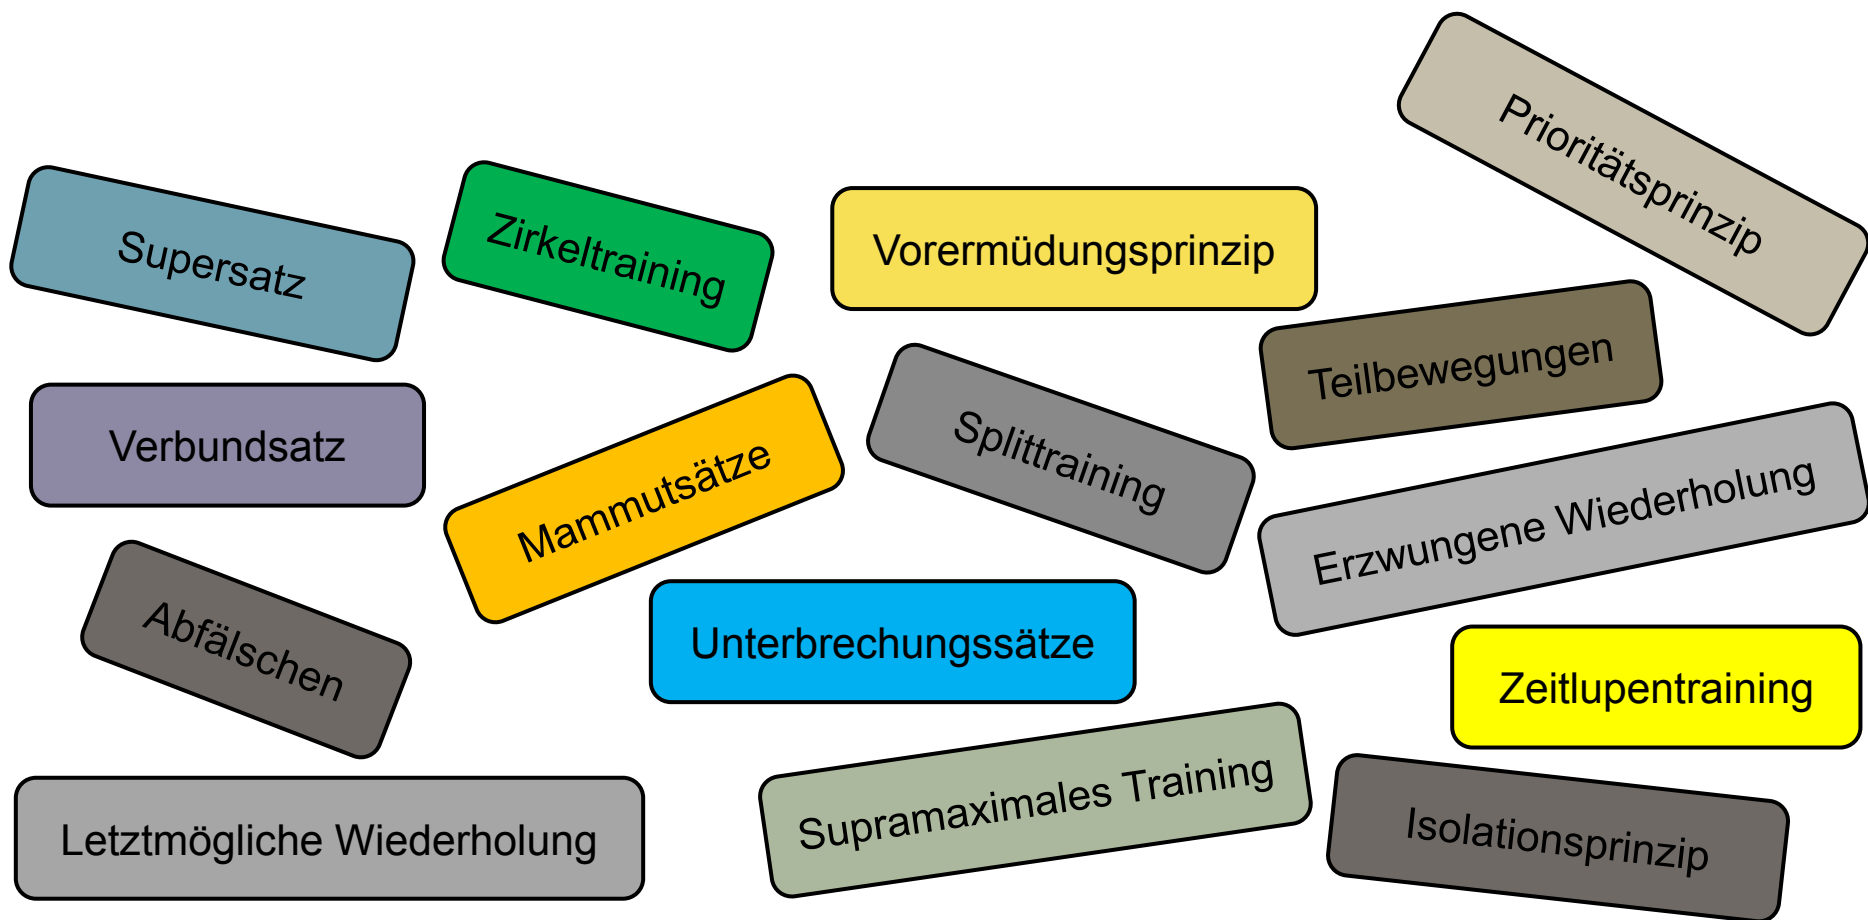 Prioritätsprinzip
Supersatz
Zirkeltraining
Vorermüdungsprinzip
Teilbewegungen
Verbundsatz
Mammutsätze
Splittraining
Erzwungene Wiederholung
Abfälschen
Unterbrechungssätze
Zeitlupentraining
Letztmögliche Wiederholung
Supramaximales Training
Isolationsprinzip